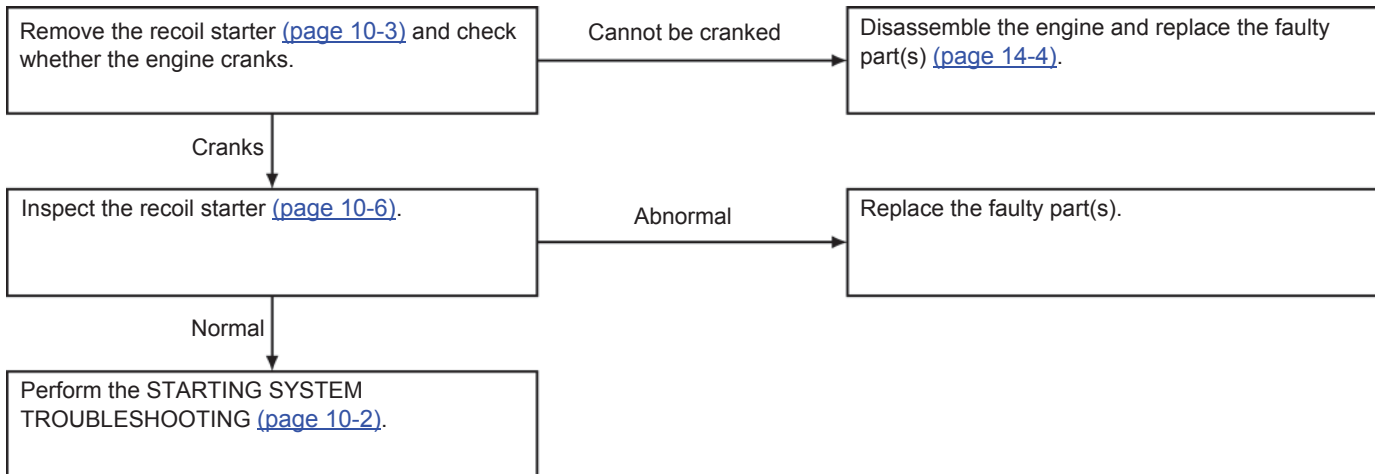 Remove the recoil starter (page 10-3) and check
whether the engine cranks.
Cannot be cranked
Disassemble the engine and replace the faulty
part(s) (page 14-4).
Cranks
Inspect the recoil starter (page 10-6).
Abnormal
Replace the faulty part(s).
Normal
Perform the STARTING SYSTEM
TROUBLESHOOTING (page 10-2).